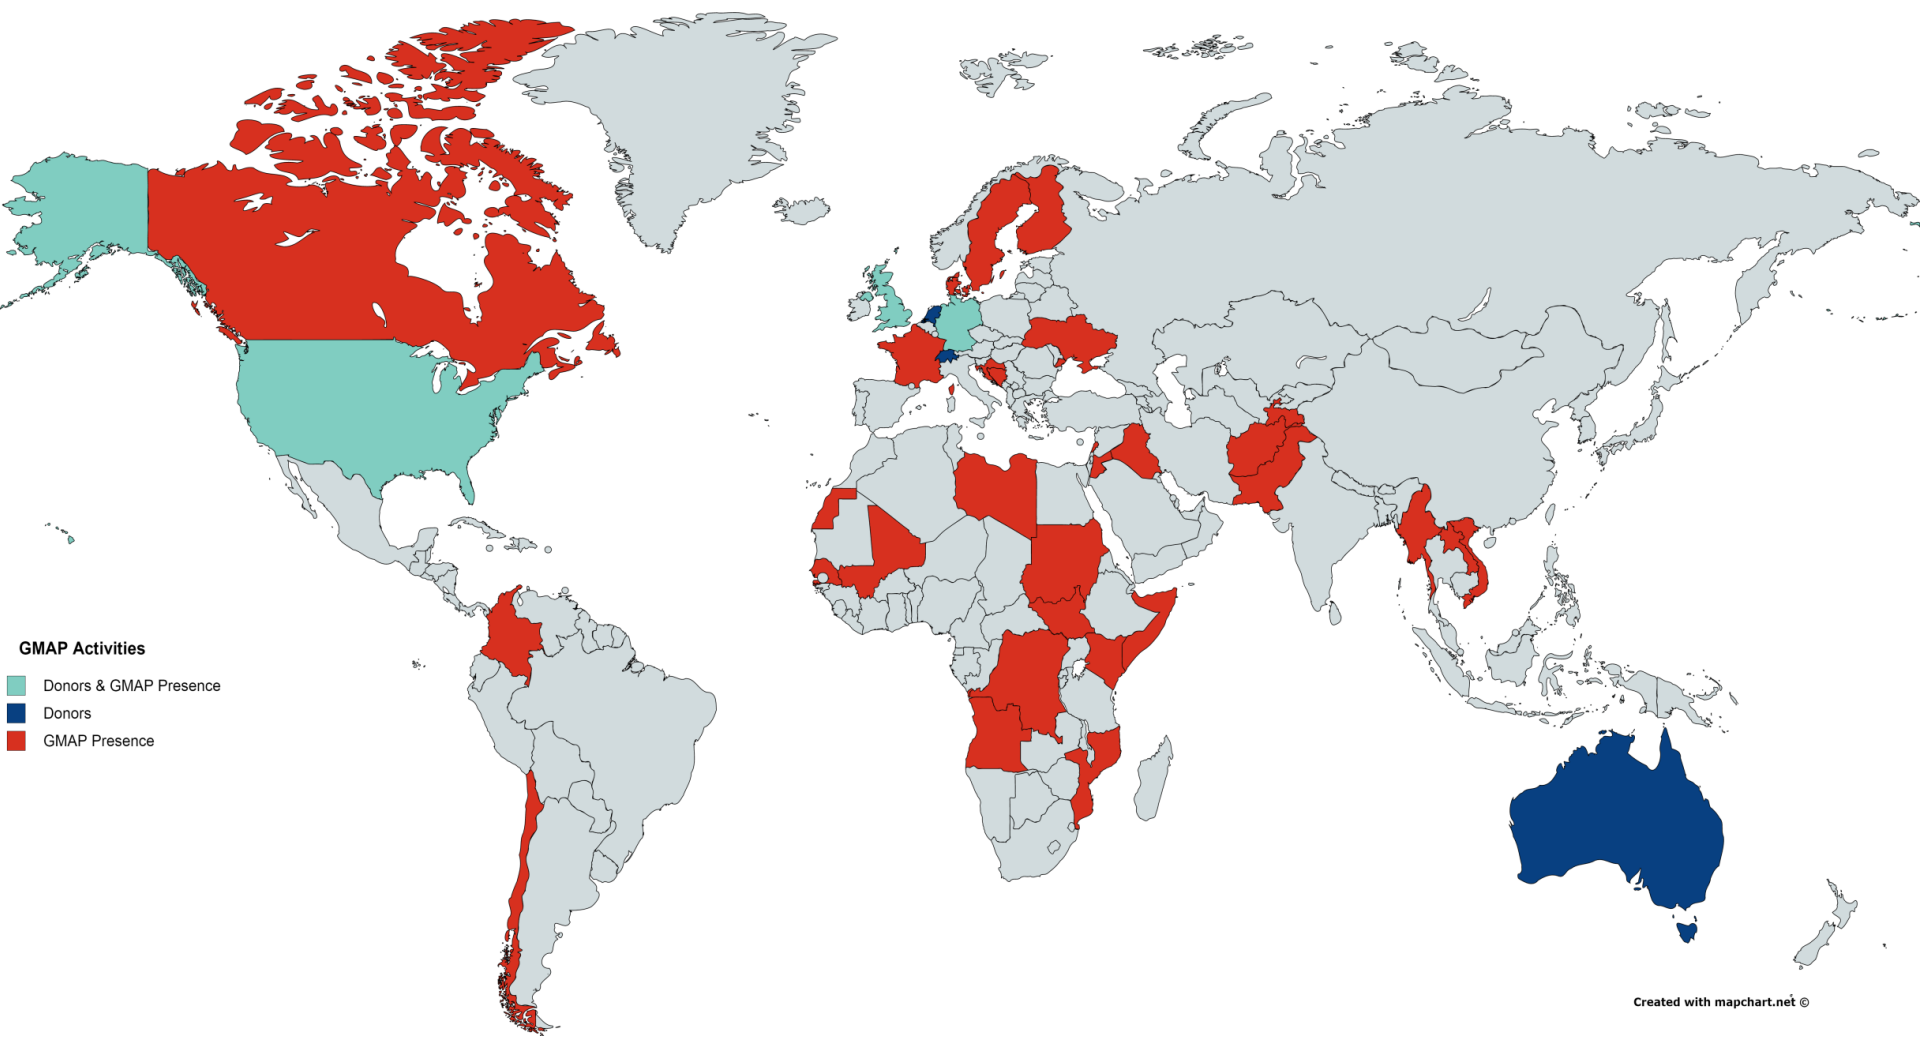 GMAP Activities
Donors & GMAP Presence
Donors
GMAP Presence
Created with mapchart.net ©